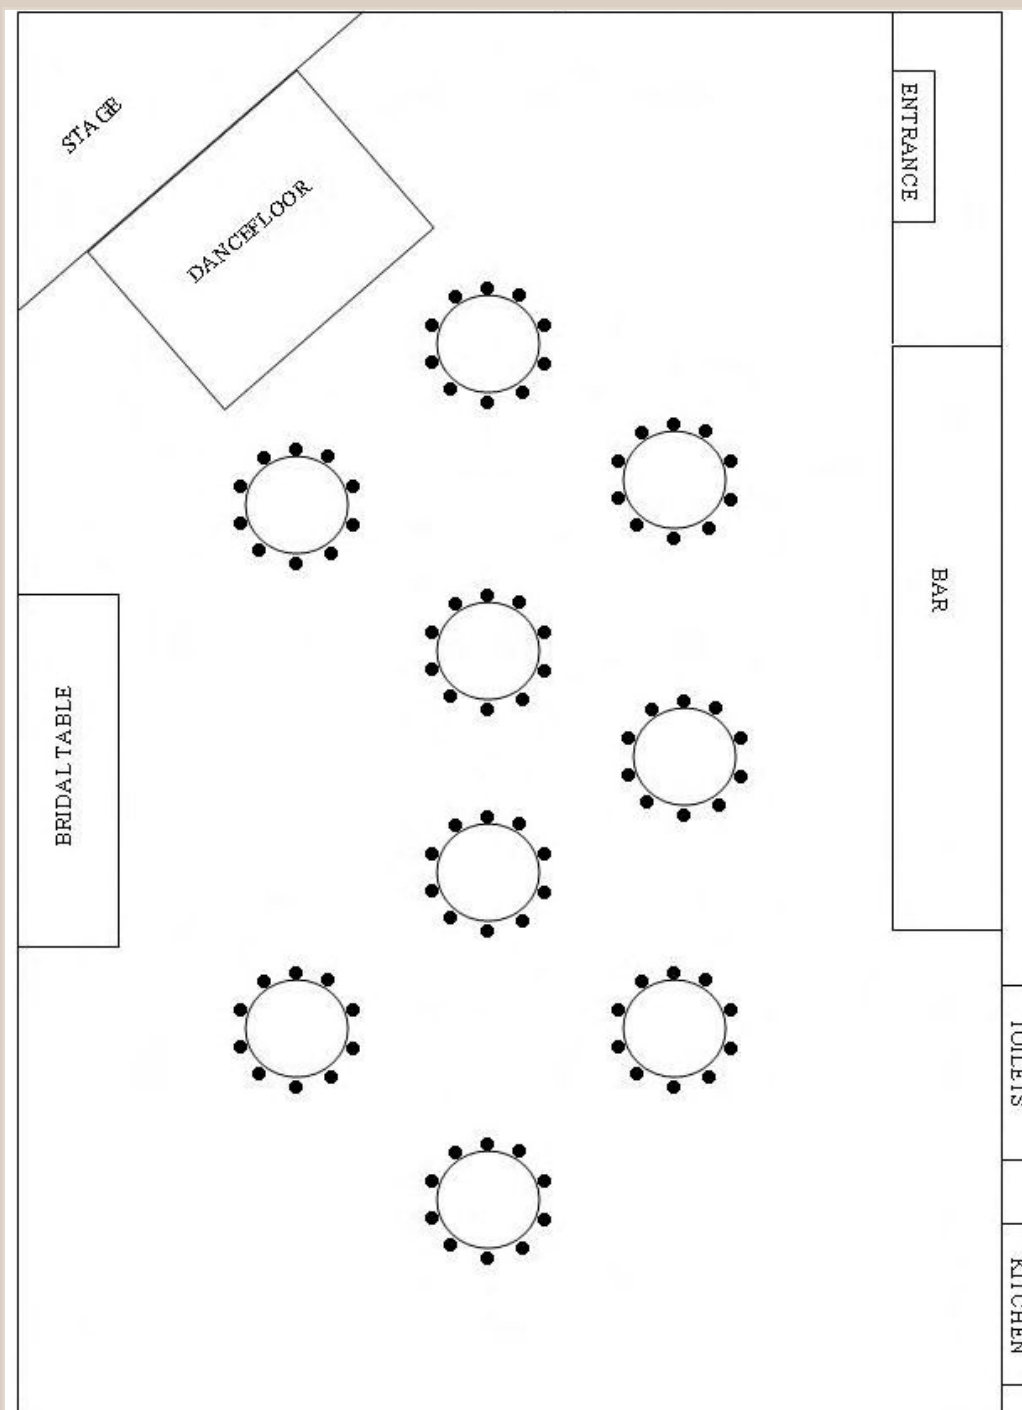 STAGE
ENTRANCE
DANCEFLOOR
BAR
BRIDAL TABLE
TOILETS
KITCHEN